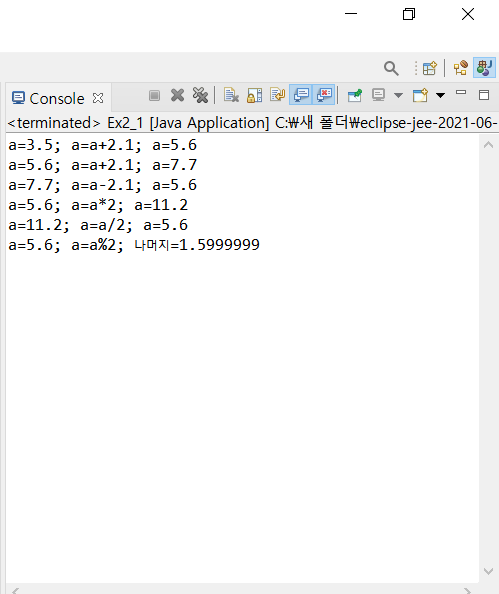 Console
<terminated> Ex2_1 [Java Application] C:₩새 폴더₩eclipse-jee-2021-06-
a=3.5; a=a+2.1; a=5.6
a=5.6; a=a+2.1; a=7.7
a=7.7; a=a-2.1; a=5.6
a=5.6; a=a*2; a=11.2
a=11.2; a=a/2; a=5.6
a=5.6; a=a%2; 나머지=1.5999999